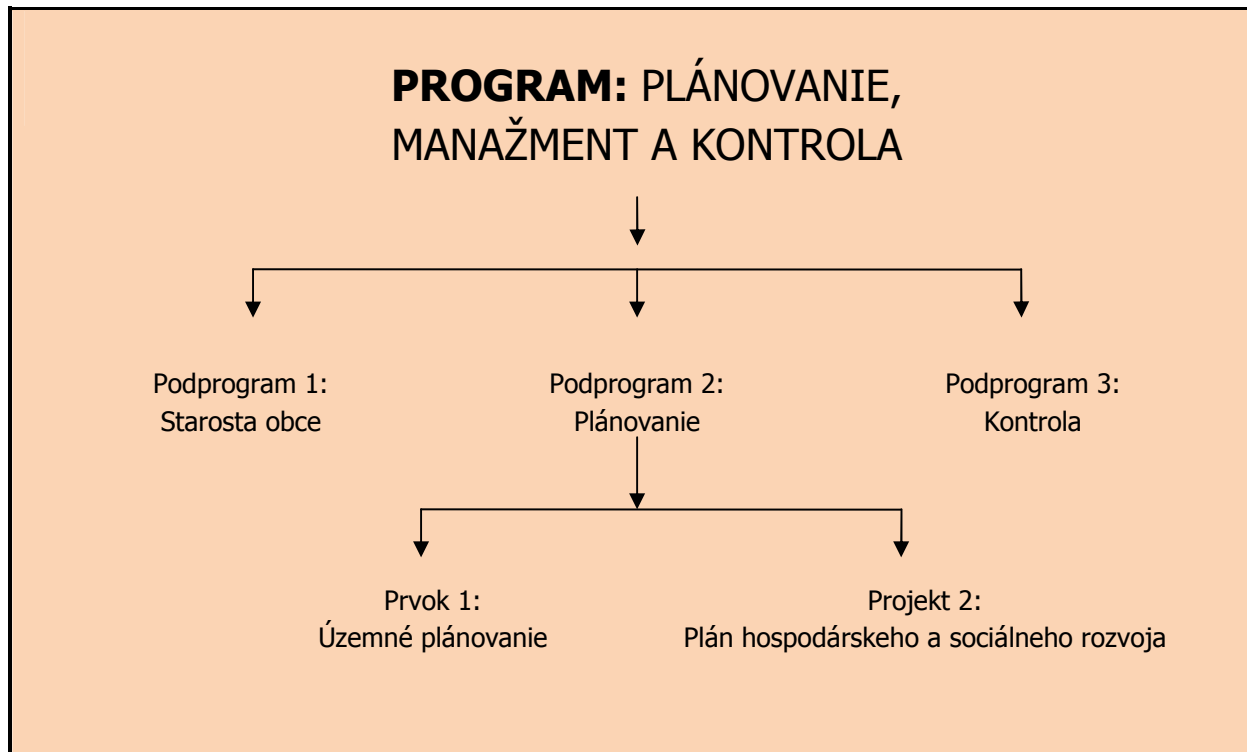 PROGRAM: PLÁNOVANIE,
MANAŽMENT A KONTROLA
Podprogram 1:
Starosta obce
Podprogram 2:
Plánovanie
Podprogram 3:
Kontrola
Prvok 1:
Územné plánovanie
Projekt 2:
Plán hospodárskeho a sociálneho rozvoja